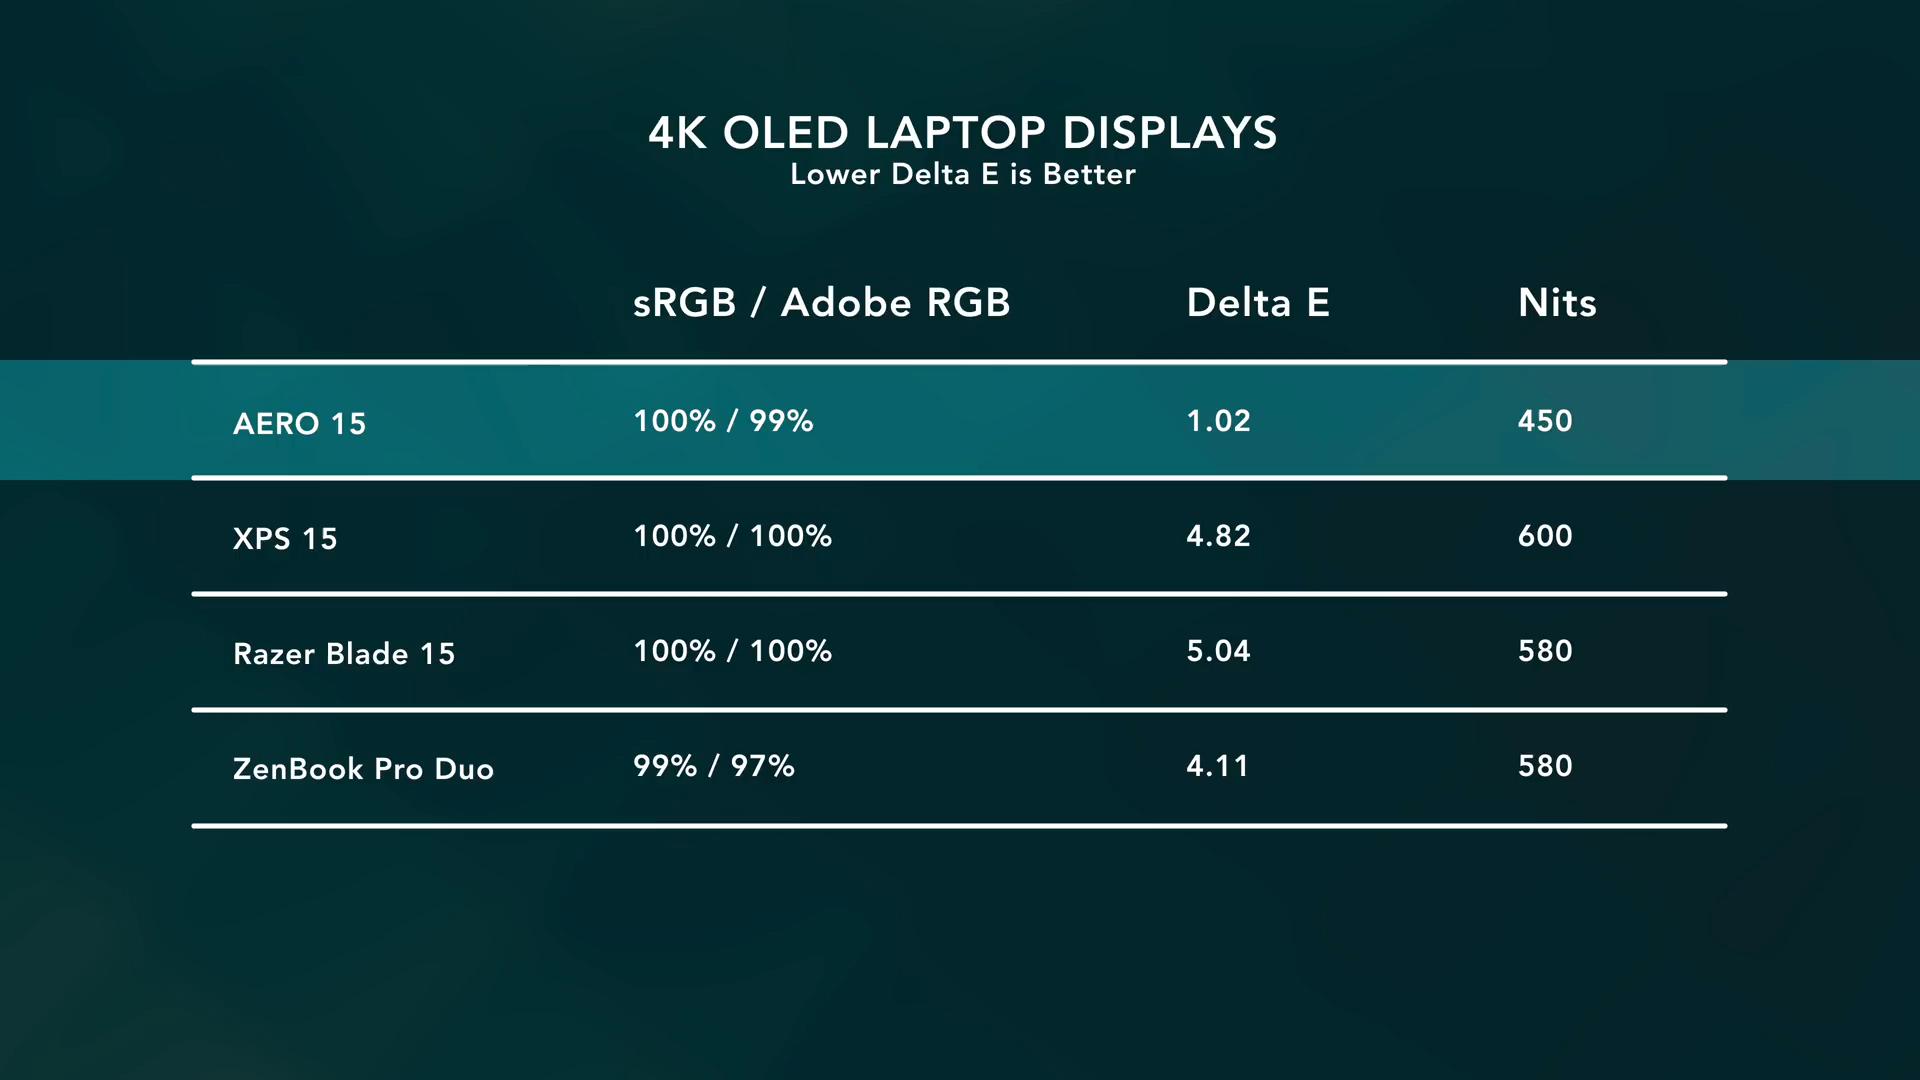 4K OLED LAPTOP DISPLAYS
Lower Delta E is Better
sRGB / Adobe RGB Delta E Nits
AERO 15 100% / 99% 1.02 450
XPS 15 100% / 100% 4.82 600
Razer Blade 15 100% / 100% 5.04 580
ZenBook Pro Duo 99% / 97% 4.11 580